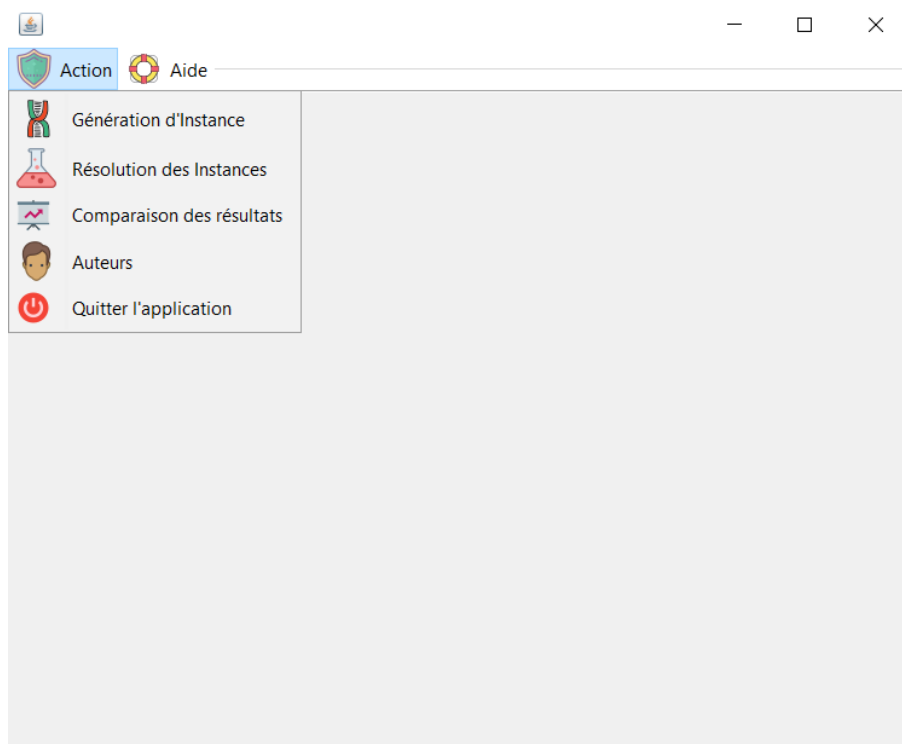 Action Aide
Génération d'Instance
Résolution des Instances
Comparaison des résultats
Auteurs
Quitter l'application